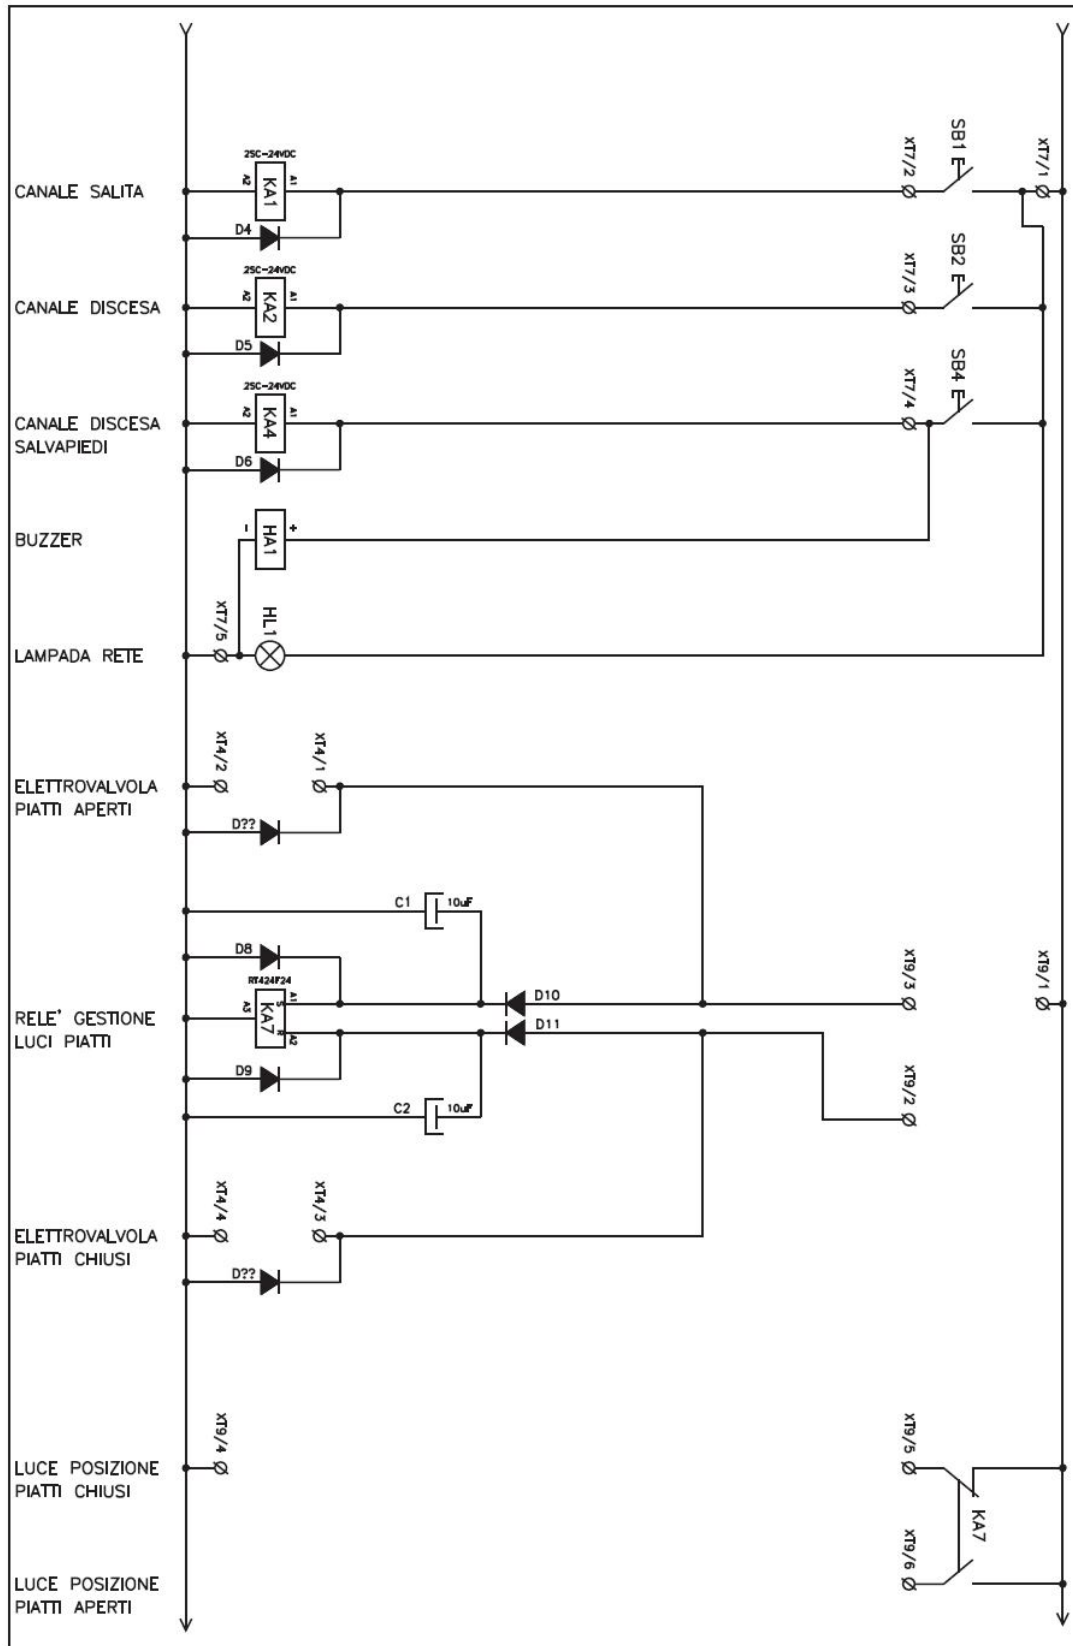 CANALE SALITA
2SC-24VDC
A2
KA1
A1
D4
XT7/2
SB1
XT7/1
CANALE DISCESA
2SC-24VDC
A2
KA2
A1
D5
XT7/3
SB2
CANALE DISCESA
SALVAPIEDI
2SC-24VDC
A2
KA4
A1
D6
XT7/4
SB4
BUZZER
-
HA1
+
LAMPADA RETE
XT7/5
HL1
ELETTROVALVOLA
PIATTI APERTI
XT4/2
XT4/1
D??
C1
10uF
D8
RT424F24
RELE' GESTIONE
LUCI PIATTI
A3
KA7
A1
S
R
A2
D10
D11
XT9/3
XT9/1
D9
XT9/2
C2
10uF
ELETTROVALVOLA
PIATTI CHIUSI
XT4/4
XT4/3
D??
LUCE POSIZIONE
PIATTI CHIUSI
XT9/4
XT9/5
KA7
LUCE POSIZIONE
PIATTI APERTI
XT9/6